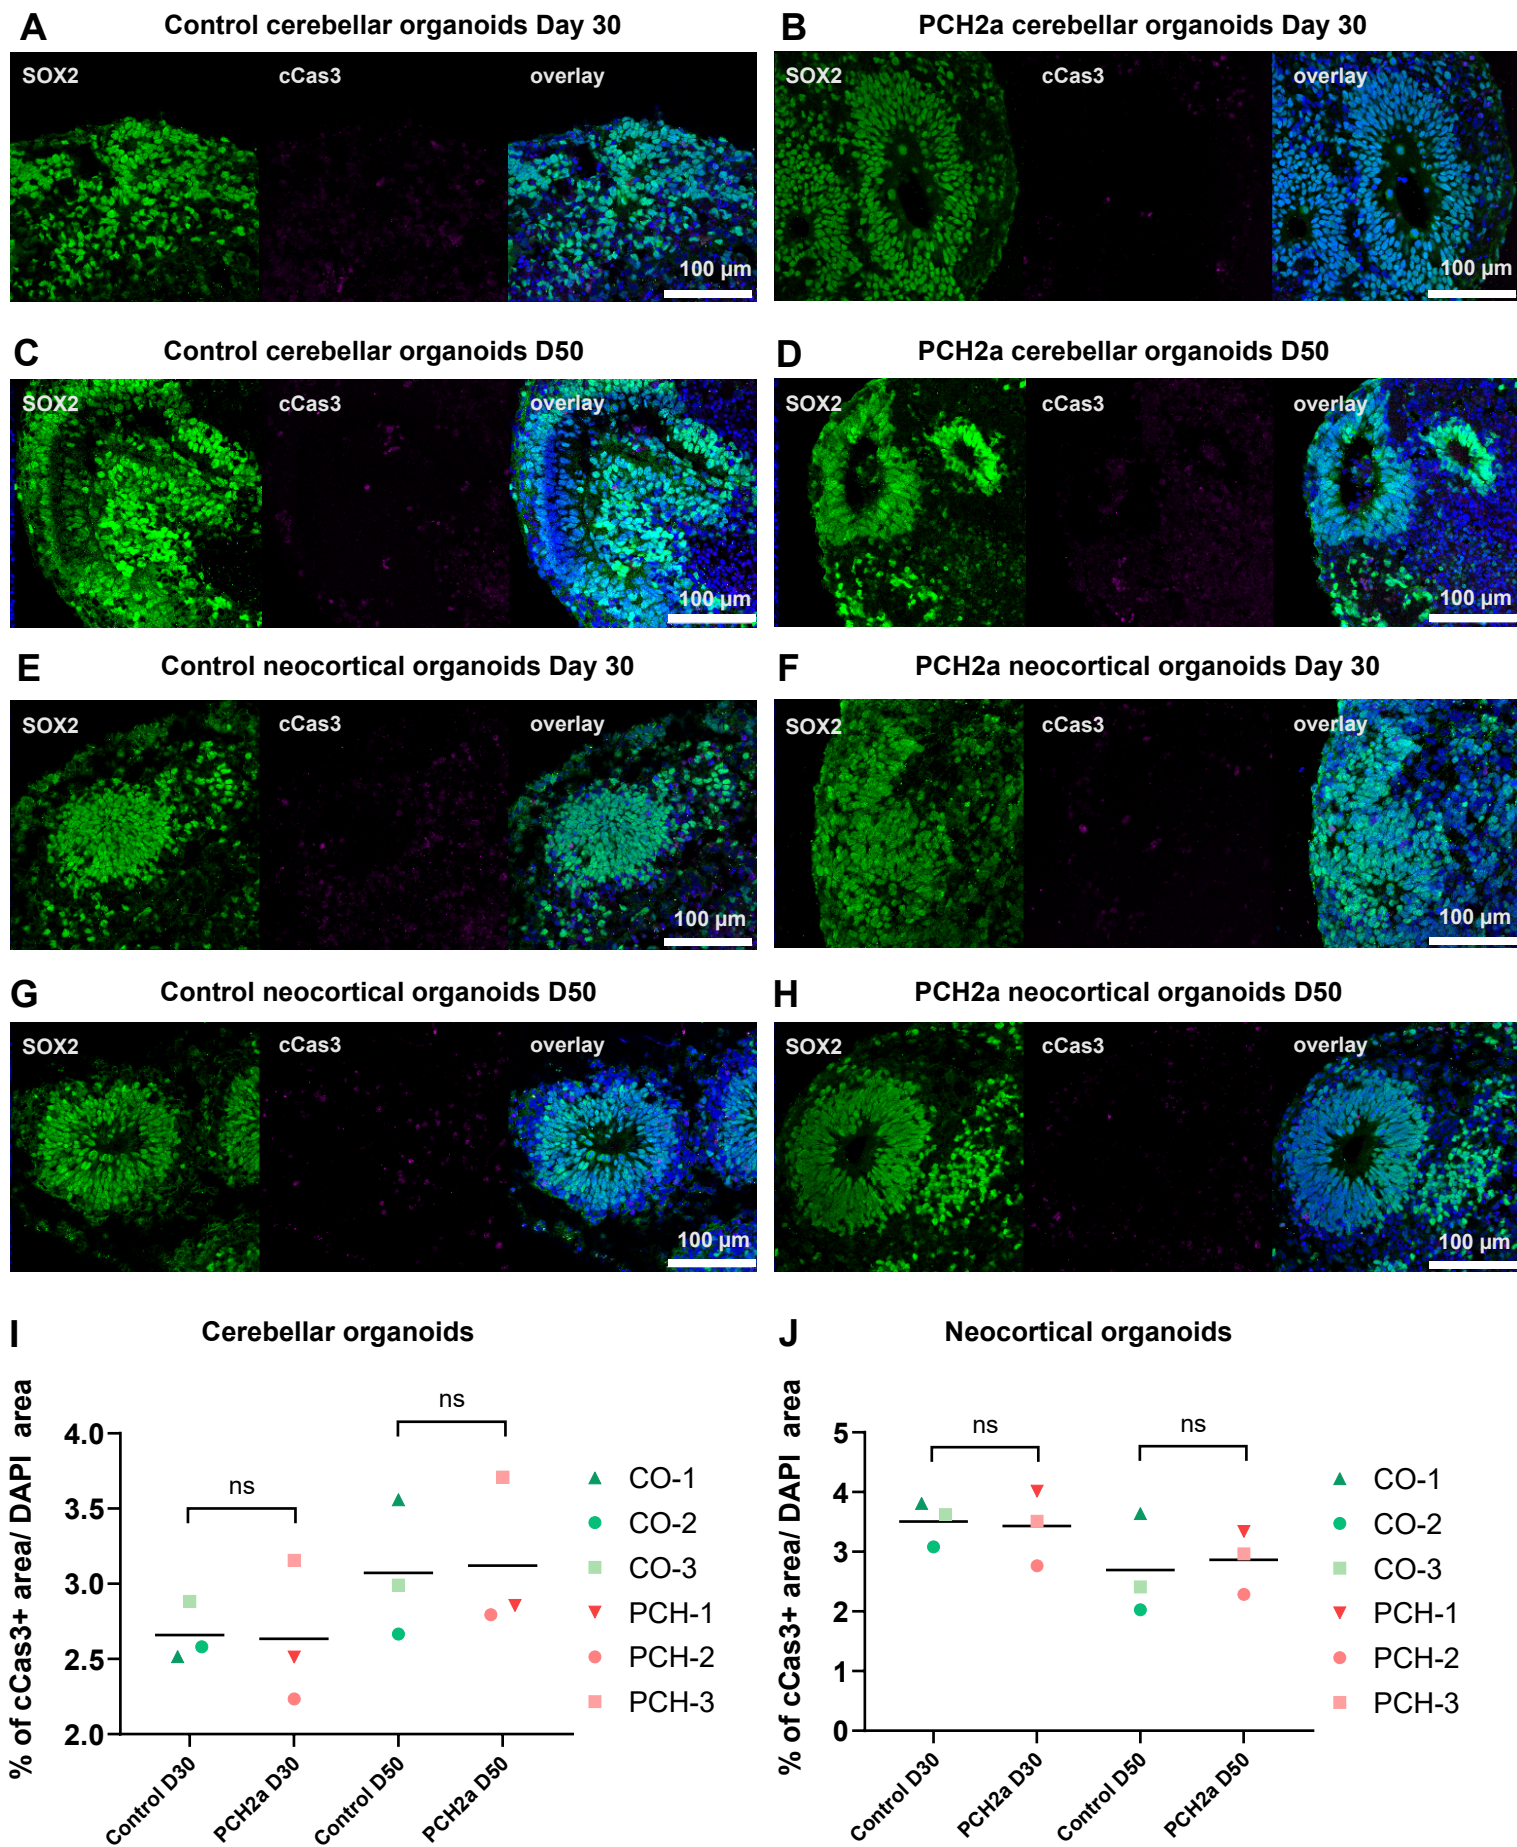 A Control cerebellar organoids Day 30
SOX2 cCas3 overlay
100 µm
B PCH2a cerebellar organoids Day 30
SOX2 cCas3 overlay
100 µm
C Control cerebellar organoids D50
SOX2 cCas3 overlay
100 µm
D PCH2a cerebellar organoids D50
SOX2 cCas3 overlay
100 µm
E Control neocortical organoids Day 30
SOX2 cCas3 overlay
100 µm
F PCH2a neocortical organoids Day 30
SOX2 cCas3 overlay
100 µm
G Control neocortical organoids D50
SOX2 cCas3 overlay
100 µm
H PCH2a neocortical organoids D50
SOX2 cCas3 overlay
100 µm
I Cerebellar organoids
% of cCas3+ area/ DAPI area
4.0
3.5
3.0
2.5
2.0
ns
ns
Control D30
PCH2a D30
Control D50
PCH2a D50
CO-1
CO-2
CO-3
PCH-1
PCH-2
PCH-3
J Neocortical organoids
% of cCas3+ area/ DAPI area
5
4
3
2
1
0
ns
ns
Control D30
PCH2a D30
Control D50
PCH2a D50
CO-1
CO-2
CO-3
PCH-1
PCH-2
PCH-3